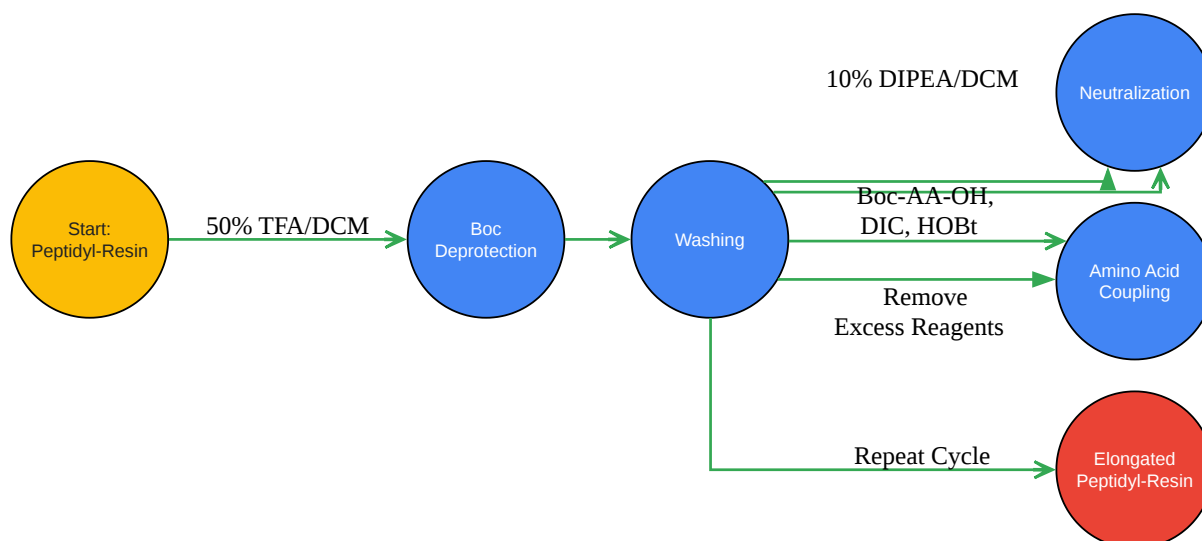 Start:
Peptidyl-Resin
50% TFA/DCM
Boc
Deprotection
Washing
10% DIPEA/DCM
Neutralization
Boc-AA-OH,
DIC, HOBt
Amino Acid
Coupling
Remove
Excess Reagents
Repeat Cycle
Elongated
Peptidyl-Resin